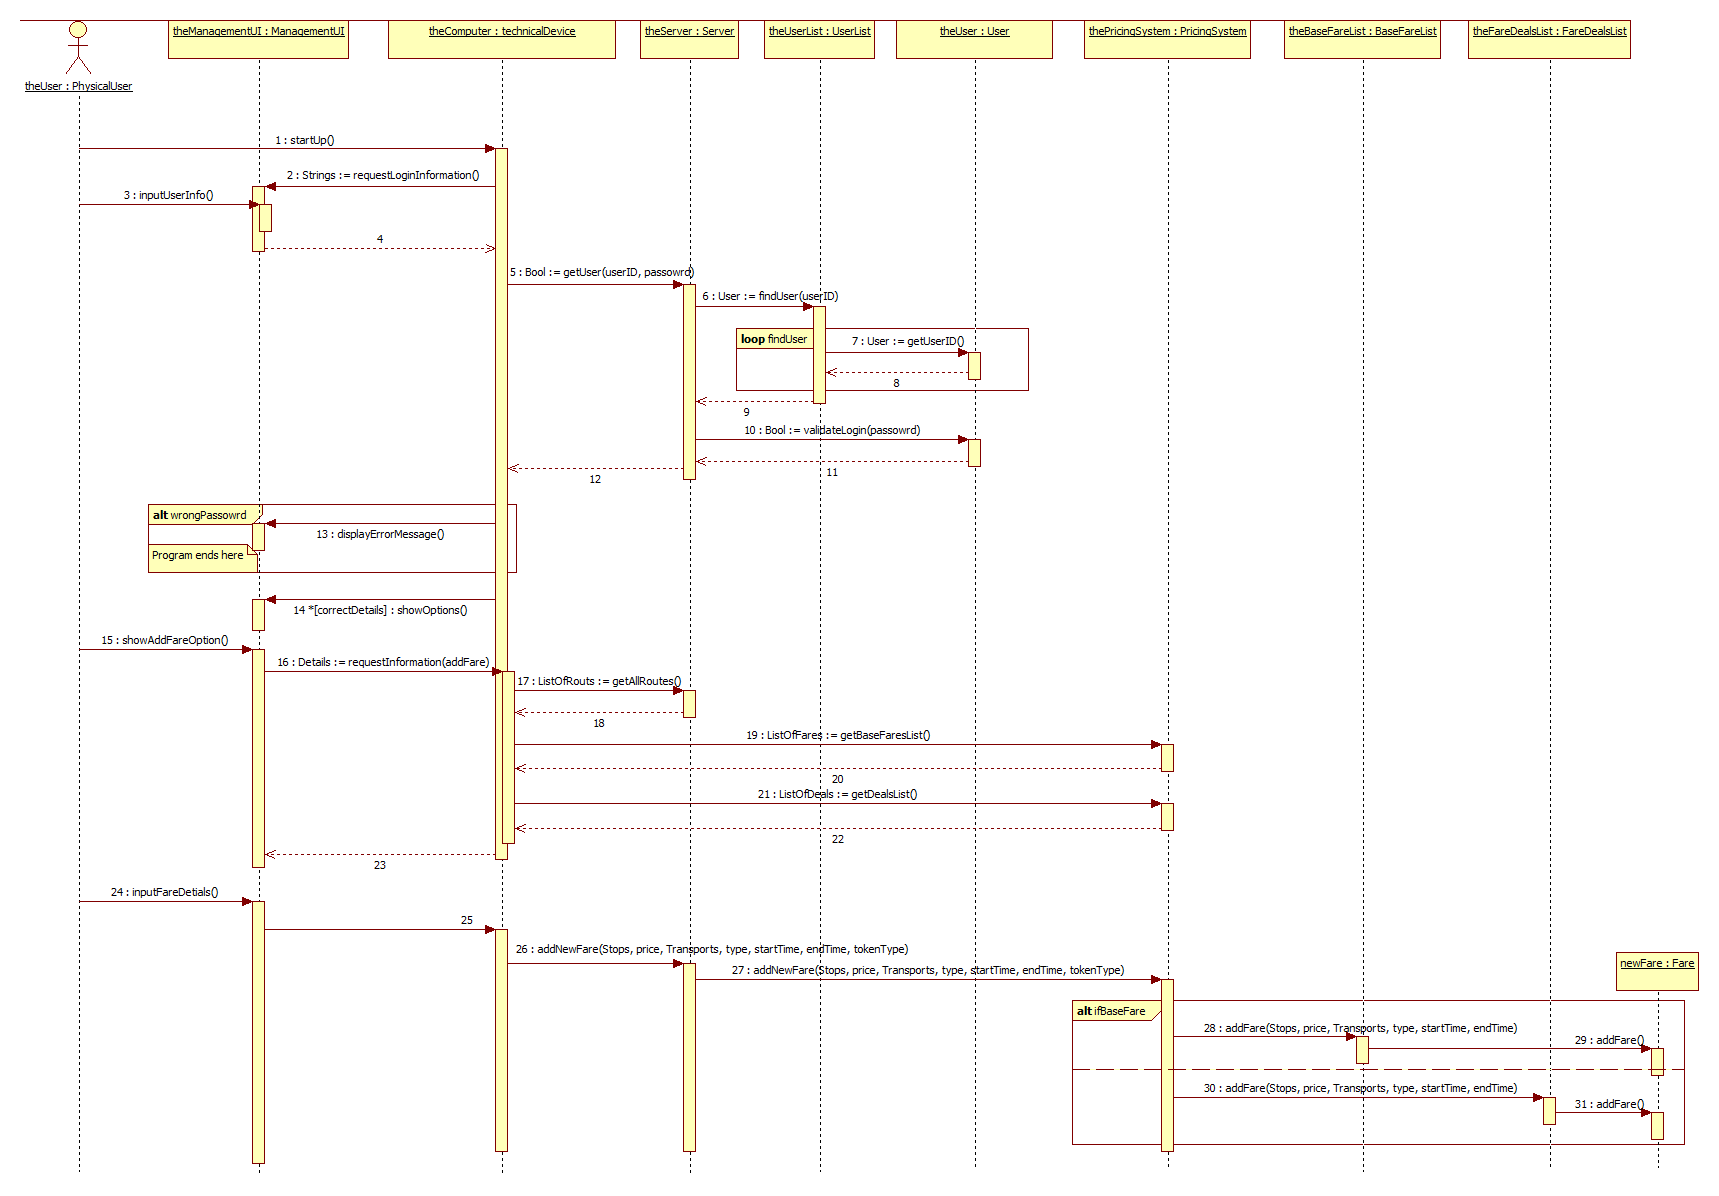 theManagementUI : ManagementUI
theComputer : technicalDevice
theServer : Server
theUserList : UserList
theUser : User
thePricingSystem : PricingSystem
theBaseFareList : BaseFareList
theFareDealsList : FareDealsList
theUser : PhysicalUser
1 : startUp()
2 : Strings := requestLoginInformation()
3 : inputUserInfo()
4
5 : Bool := getUser(userID, passowrd)
6 : User := findUser(userID)
loop findUser
7 : User := getUserID()
8
9
10 : Bool := validateLogin(passowrd)
11
12
alt wrongPassowrd
13 : displayErrorMessage()
Program ends here
14 *[correctDetails] : showOptions()
15 : showAddFareOption()
16 : Details := requestInformation(addFare)
17 : ListOfRouts := getAllRoutes()
18
19 : ListOfFares := getBaseFaresList()
20
21 : ListOfDeals := getDealsList()
22
23
24 : inputFareDetials()
25
26 : addNewFare(Stops, price, Transports, type, startTime, endTime, tokenType)
27 : addNewFare(Stops, price, Transports, type, startTime, endTime, tokenType)
newFare : Fare
alt ifBaseFare
28 : addFare(Stops, price, Transports, type, startTime, endTime)
29 : addFare()
30 : addFare(Stops, price, Transports, type, startTime, endTime)
31 : addFare()